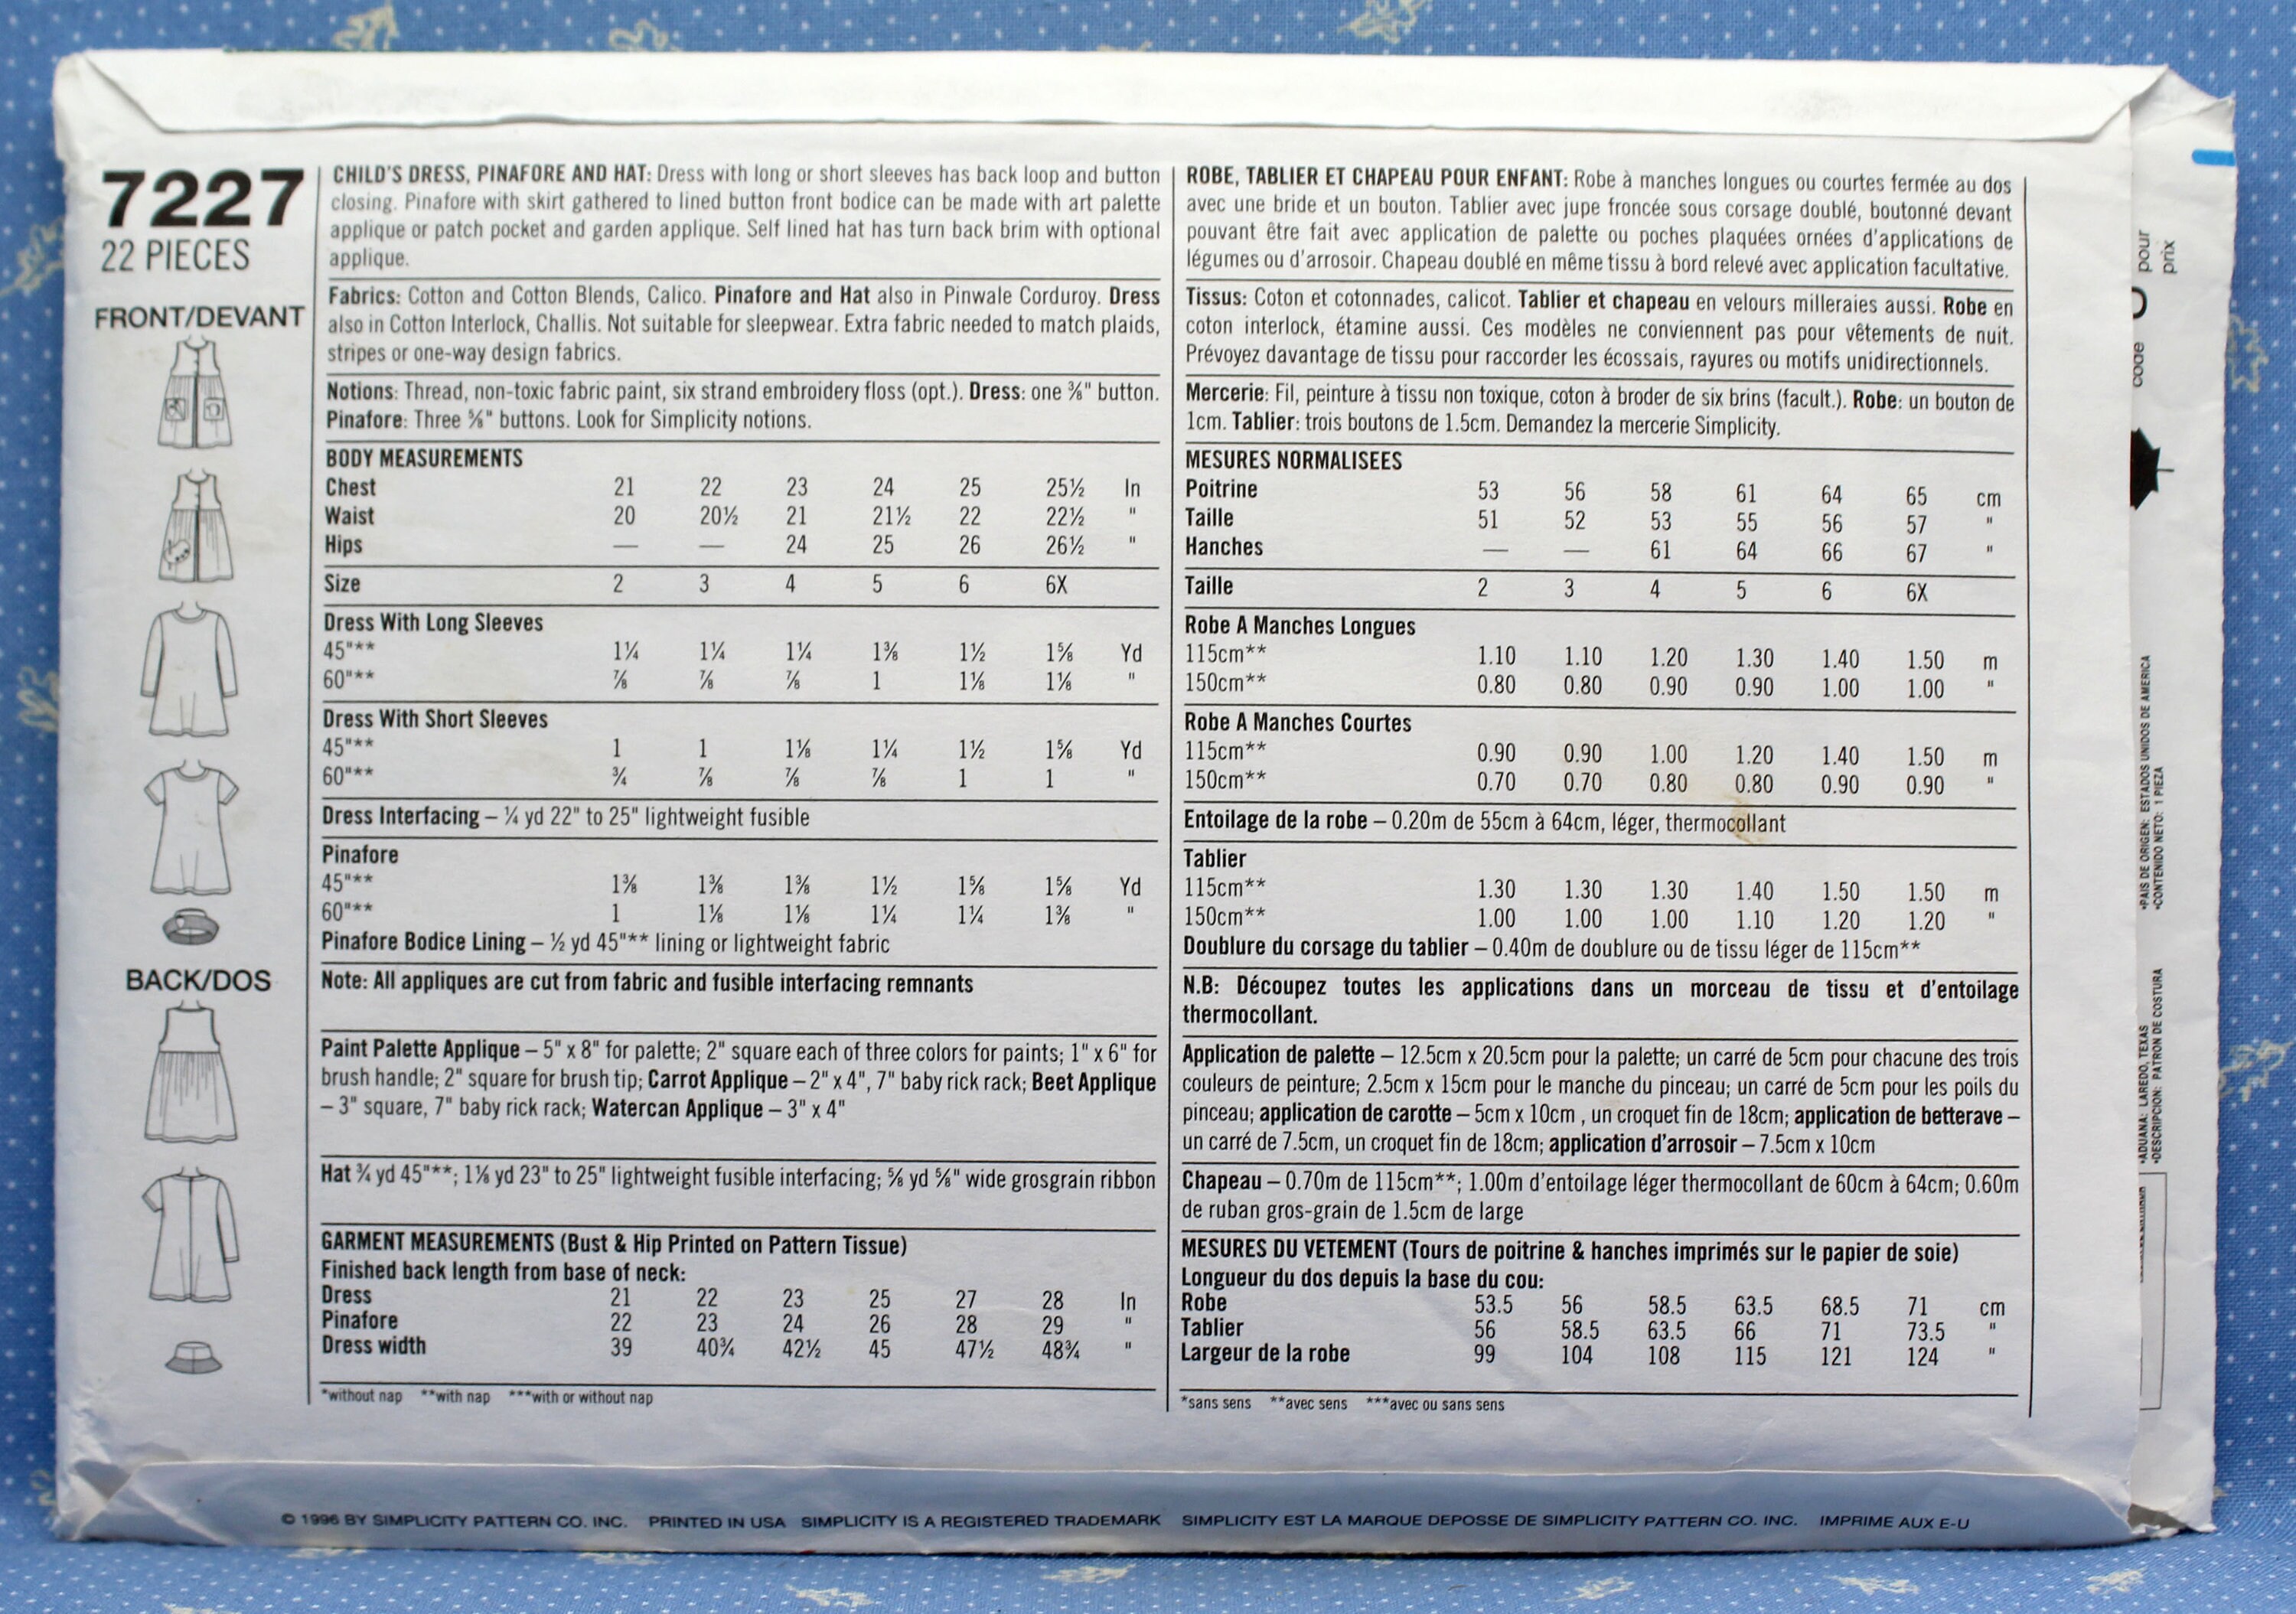 7227
22 PIECES
FRONT/DEVANT
BACK/DOS
CHILD'S DRESS, PINAFORE AND HAT: Dress with long or short sleeves has back loop and button
closing. Pinafore with skirt gathered to lined button front bodice can be made with art palette
applique or patch pocket and garden applique. Self lined hat has turn back brim with optional
applique.
Fabrics: Cotton and Cotton Blends, Calico. Pinafore and Hat also in Pinwale Corduroy. Dress
also in Cotton Interlock, Challis. Not suitable for sleepwear. Extra fabric needed to match plaids,
stripes or one-way design fabrics.
Notions: Thread, non-toxic fabric paint, six strand embroidery floss (opt.). Dress: one ⅜" button.
Pinafore: Three ⅝" buttons. Look for Simplicity notions.
BODY MEASUREMENTS
Chest 21 22 23 24 25 25½ In
Waist 20 20½ 21 21½ 22 22½ "
Hips — — 24 25 26 26½ "
Size 2 3 4 5 6 6X
Dress With Long Sleeves
45"** 1¼ 1¼ 1¼ 1⅜ 1½ 1⅝ Yd
60"** ⅞ ⅞ ⅞ 1 1⅛ 1⅛ "
Dress With Short Sleeves
45"** 1 1 1⅛ 1¼ 1½ 1⅝ Yd
60"** ¾ ⅞ ⅞ ⅞ 1 1 "
Dress Interfacing – ¼ yd 22" to 25" lightweight fusible
Pinafore
45"** 1⅜ 1⅜ 1⅜ 1½ 1⅝ 1⅝ Yd
60"** 1 1⅛ 1⅛ 1¼ 1¼ 1⅜ "
Pinafore Bodice Lining – ½ yd 45"** lining or lightweight fabric
Note: All appliques are cut from fabric and fusible interfacing remnants
Paint Palette Applique – 5" x 8" for palette; 2" square each of three colors for paints; 1" x 6" for
brush handle; 2" square for brush tip; Carrot Applique – 2" x 4", 7" baby rick rack; Beet Applique
– 3" square, 7" baby rick rack; Watercan Applique – 3" x 4"
Hat ¾ yd 45"**; 1⅛ yd 23" to 25" lightweight fusible interfacing; ⅝ yd ⅝" wide grosgrain ribbon
GARMENT MEASUREMENTS (Bust & Hip Printed on Pattern Tissue)
Finished back length from base of neck:
Dress 21 22 23 25 27 28 In
Pinafore 22 23 24 26 28 29 "
Dress width 39 40¾ 42½ 45 47½ 48¾ "
*without nap **with nap ***with or without nap
ROBE, TABLIER ET CHAPEAU POUR ENFANT: Robe à manches longues ou courtes fermée au dos
avec une bride et un bouton. Tablier avec jupe froncée sous corsage doublé, boutonné devant
pouvant être fait avec application de palette ou poches plaquées ornées d'applications de
légumes ou d'arrosoir. Chapeau doublé en même tissu à bord relevé avec application facultative.
Tissus: Coton et cotonnades, calicot. Tablier et chapeau en velours milleraies aussi. Robe en
coton interlock, étamine aussi. Ces modèles ne conviennent pas pour vêtements de nuit.
Prévoyez davantage de tissu pour raccorder les écossais, rayures ou motifs unidirectionnels.
Mercerie: Fil, peinture à tissu non toxique, coton à broder de six brins (facult.). Robe: un bouton de
1cm. Tablier: trois boutons de 1.5cm. Demandez la mercerie Simplicity.
MESURES NORMALISEES
Poitrine 53 56 58 61 64 65 cm
Taille 51 52 53 55 56 57 "
Hanches — — 61 64 66 67 "
Taille 2 3 4 5 6 6X
Robe A Manches Longues
115cm** 1.10 1.10 1.20 1.30 1.40 1.50 m
150cm** 0.80 0.80 0.90 0.90 1.00 1.00 "
Robe A Manches Courtes
115cm** 0.90 0.90 1.00 1.20 1.40 1.50 m
150cm** 0.70 0.70 0.80 0.80 0.90 0.90 "
Entoilage de la robe – 0.20m de 55cm à 64cm, léger, thermocollant
Tablier
115cm** 1.30 1.30 1.30 1.40 1.50 1.50 m
150cm** 1.00 1.00 1.00 1.10 1.20 1.20 "
Doublure du corsage du tablier – 0.40m de doublure ou de tissu léger de 115cm**
N.B: Découpez toutes les applications dans un morceau de tissu et d'entoilage
thermocollant.
Application de palette – 12.5cm x 20.5cm pour la palette; un carré de 5cm pour chacune des trois
couleurs de peinture; 2.5cm x 15cm pour le manche du pinceau; un carré de 5cm pour les poils du
pinceau; application de carotte – 5cm x 10cm , un croquet fin de 18cm; application de betterave –
un carré de 7.5cm, un croquet fin de 18cm; application d'arrosoir – 7.5cm x 10cm
Chapeau – 0.70m de 115cm**; 1.00m d'entoilage léger thermocollant de 60cm à 64cm; 0.60m
de ruban gros-grain de 1.5cm de large
MESURES DU VETEMENT (Tours de poitrine & hanches imprimés sur le papier de soie)
Longueur du dos depuis la base du cou:
Robe 53.5 56 58.5 63.5 68.5 71 cm
Tablier 56 58.5 63.5 66 71 73.5 "
Largeur de la robe 99 104 108 115 121 124 "
*sans sens **avec sens ***avec ou sans sens
pour
prix
code
•PAIS DE ORIGEN: ESTADOS UNIDOS DE AMERICA
•CONTENIDO NETO: 1 PIEZA
•ADUANA: LAREDO, TEXAS
•DESCRIPCION: PATRON DE COSTURA
© 1996 BY SIMPLICITY PATTERN CO. INC. PRINTED IN USA SIMPLICITY IS A REGISTERED TRADEMARK SIMPLICITY EST LA MARQUE DEPOSSE DE SIMPLICITY PATTERN CO. INC. IMPRIME AUX E-U